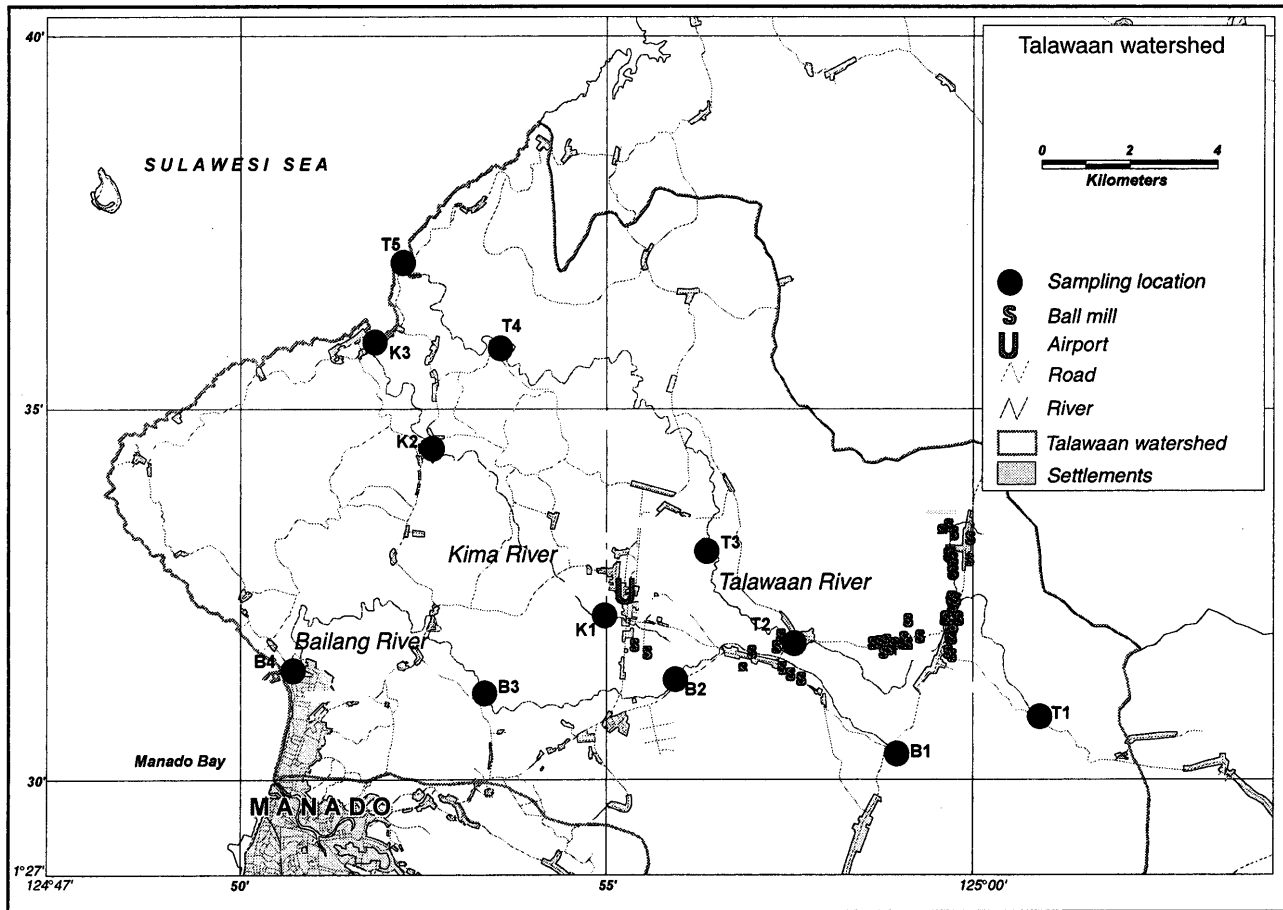 40'
Talawaan watershed
0 2 4
Kilometers
SULAWESI SEA
T5
Sampling location
T4
S Ball mill
K3
U Airport
Road
River
35'
K2
Talawaan watershed
Settlements
Kima River
T3
Talawaan River
U
K1
T2
Bailang River
B4
B3
B2
T1
B1
Manado Bay
30'
MANADO
1°27'
124°47' 50' 55' 125°00'